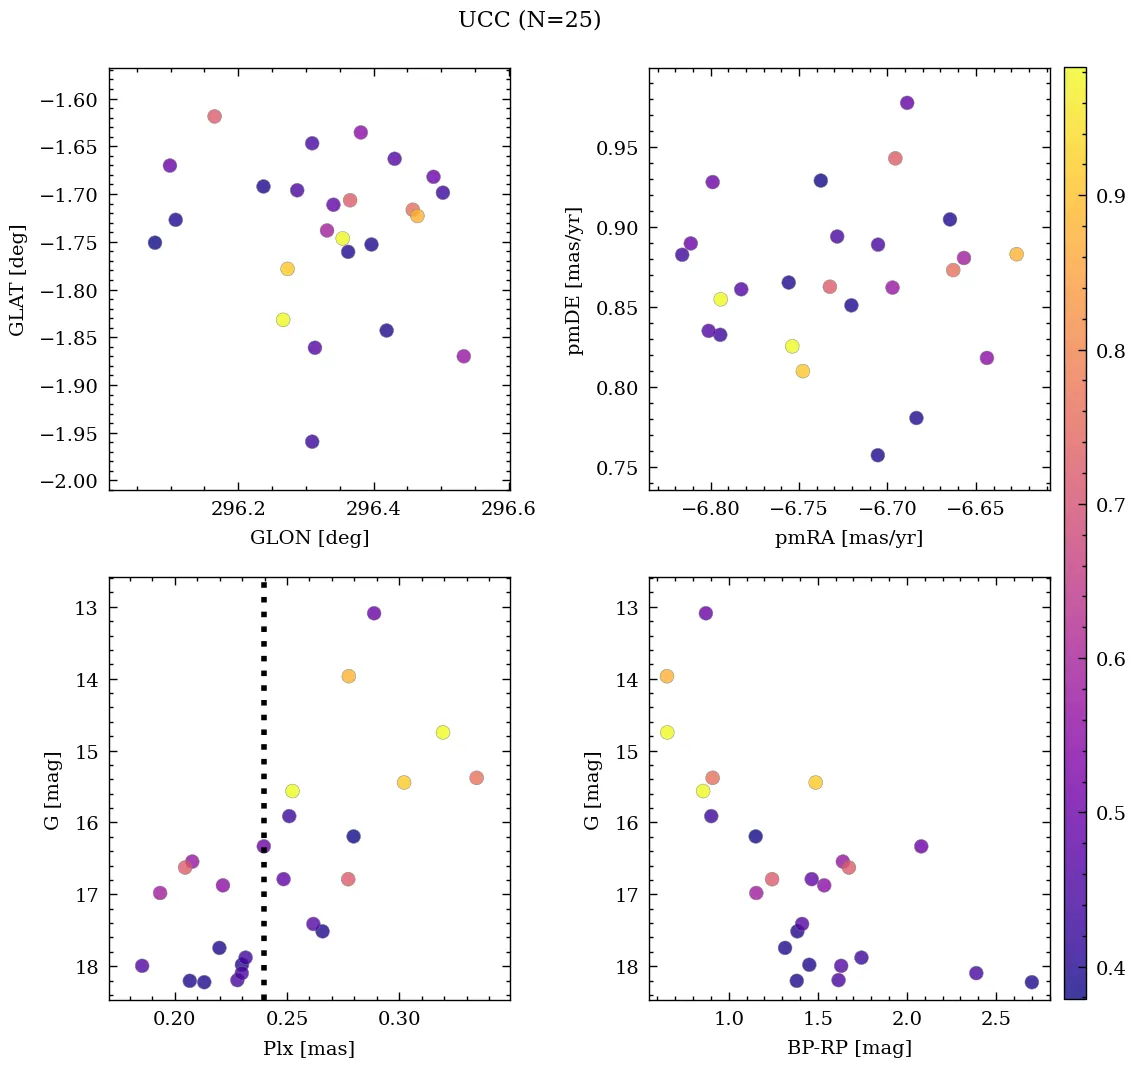 UCC (N=25)
−1.60
−1.65
−1.70
−1.75
−1.80
−1.85
−1.90
−1.95
−2.00
GLAT [deg]
296.2 296.4 296.6
GLON [deg]
0.95
0.90
0.85
0.80
0.75
pmDE [mas/yr]
−6.80 −6.75 −6.70 −6.65
pmRA [mas/yr]
13
14
15
16
17
18
G [mag]
0.20 0.25 0.30
Plx [mas]
13
14
15
16
17
18
G [mag]
1.0 1.5 2.0 2.5
BP-RP [mag]
0.9
0.8
0.7
0.6
0.5
0.4